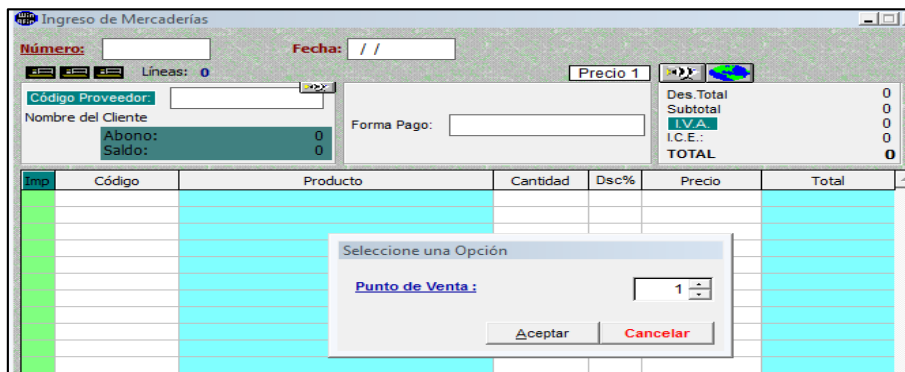 Ingreso de Mercaderías
Número: Fecha: / /
Líneas: 0 Precio 1
Código Proveedor:
Nombre del Cliente
Abono: 0
Saldo: 0
Forma Pago:
Des.Total 0
Subtotal 0
I.V.A. 0
I.C.E.: 0
TOTAL 0
Imp Código Producto Cantidad Dsc% Precio Total
Seleccione una Opción
Punto de Venta : 1
Aceptar Cancelar